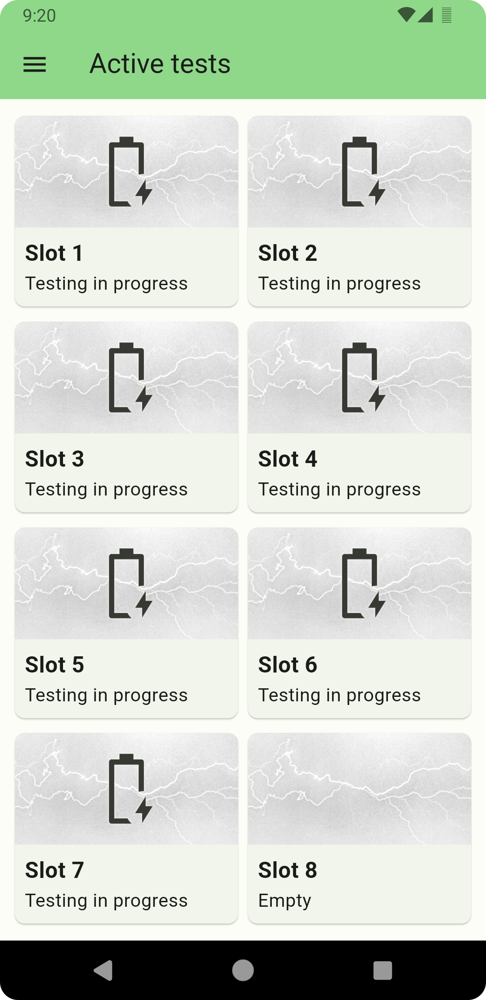 9:20
Active tests
Slot 1
Testing in progress
Slot 2
Testing in progress
Slot 3
Testing in progress
Slot 4
Testing in progress
Slot 5
Testing in progress
Slot 6
Testing in progress
Slot 7
Testing in progress
Slot 8
Empty